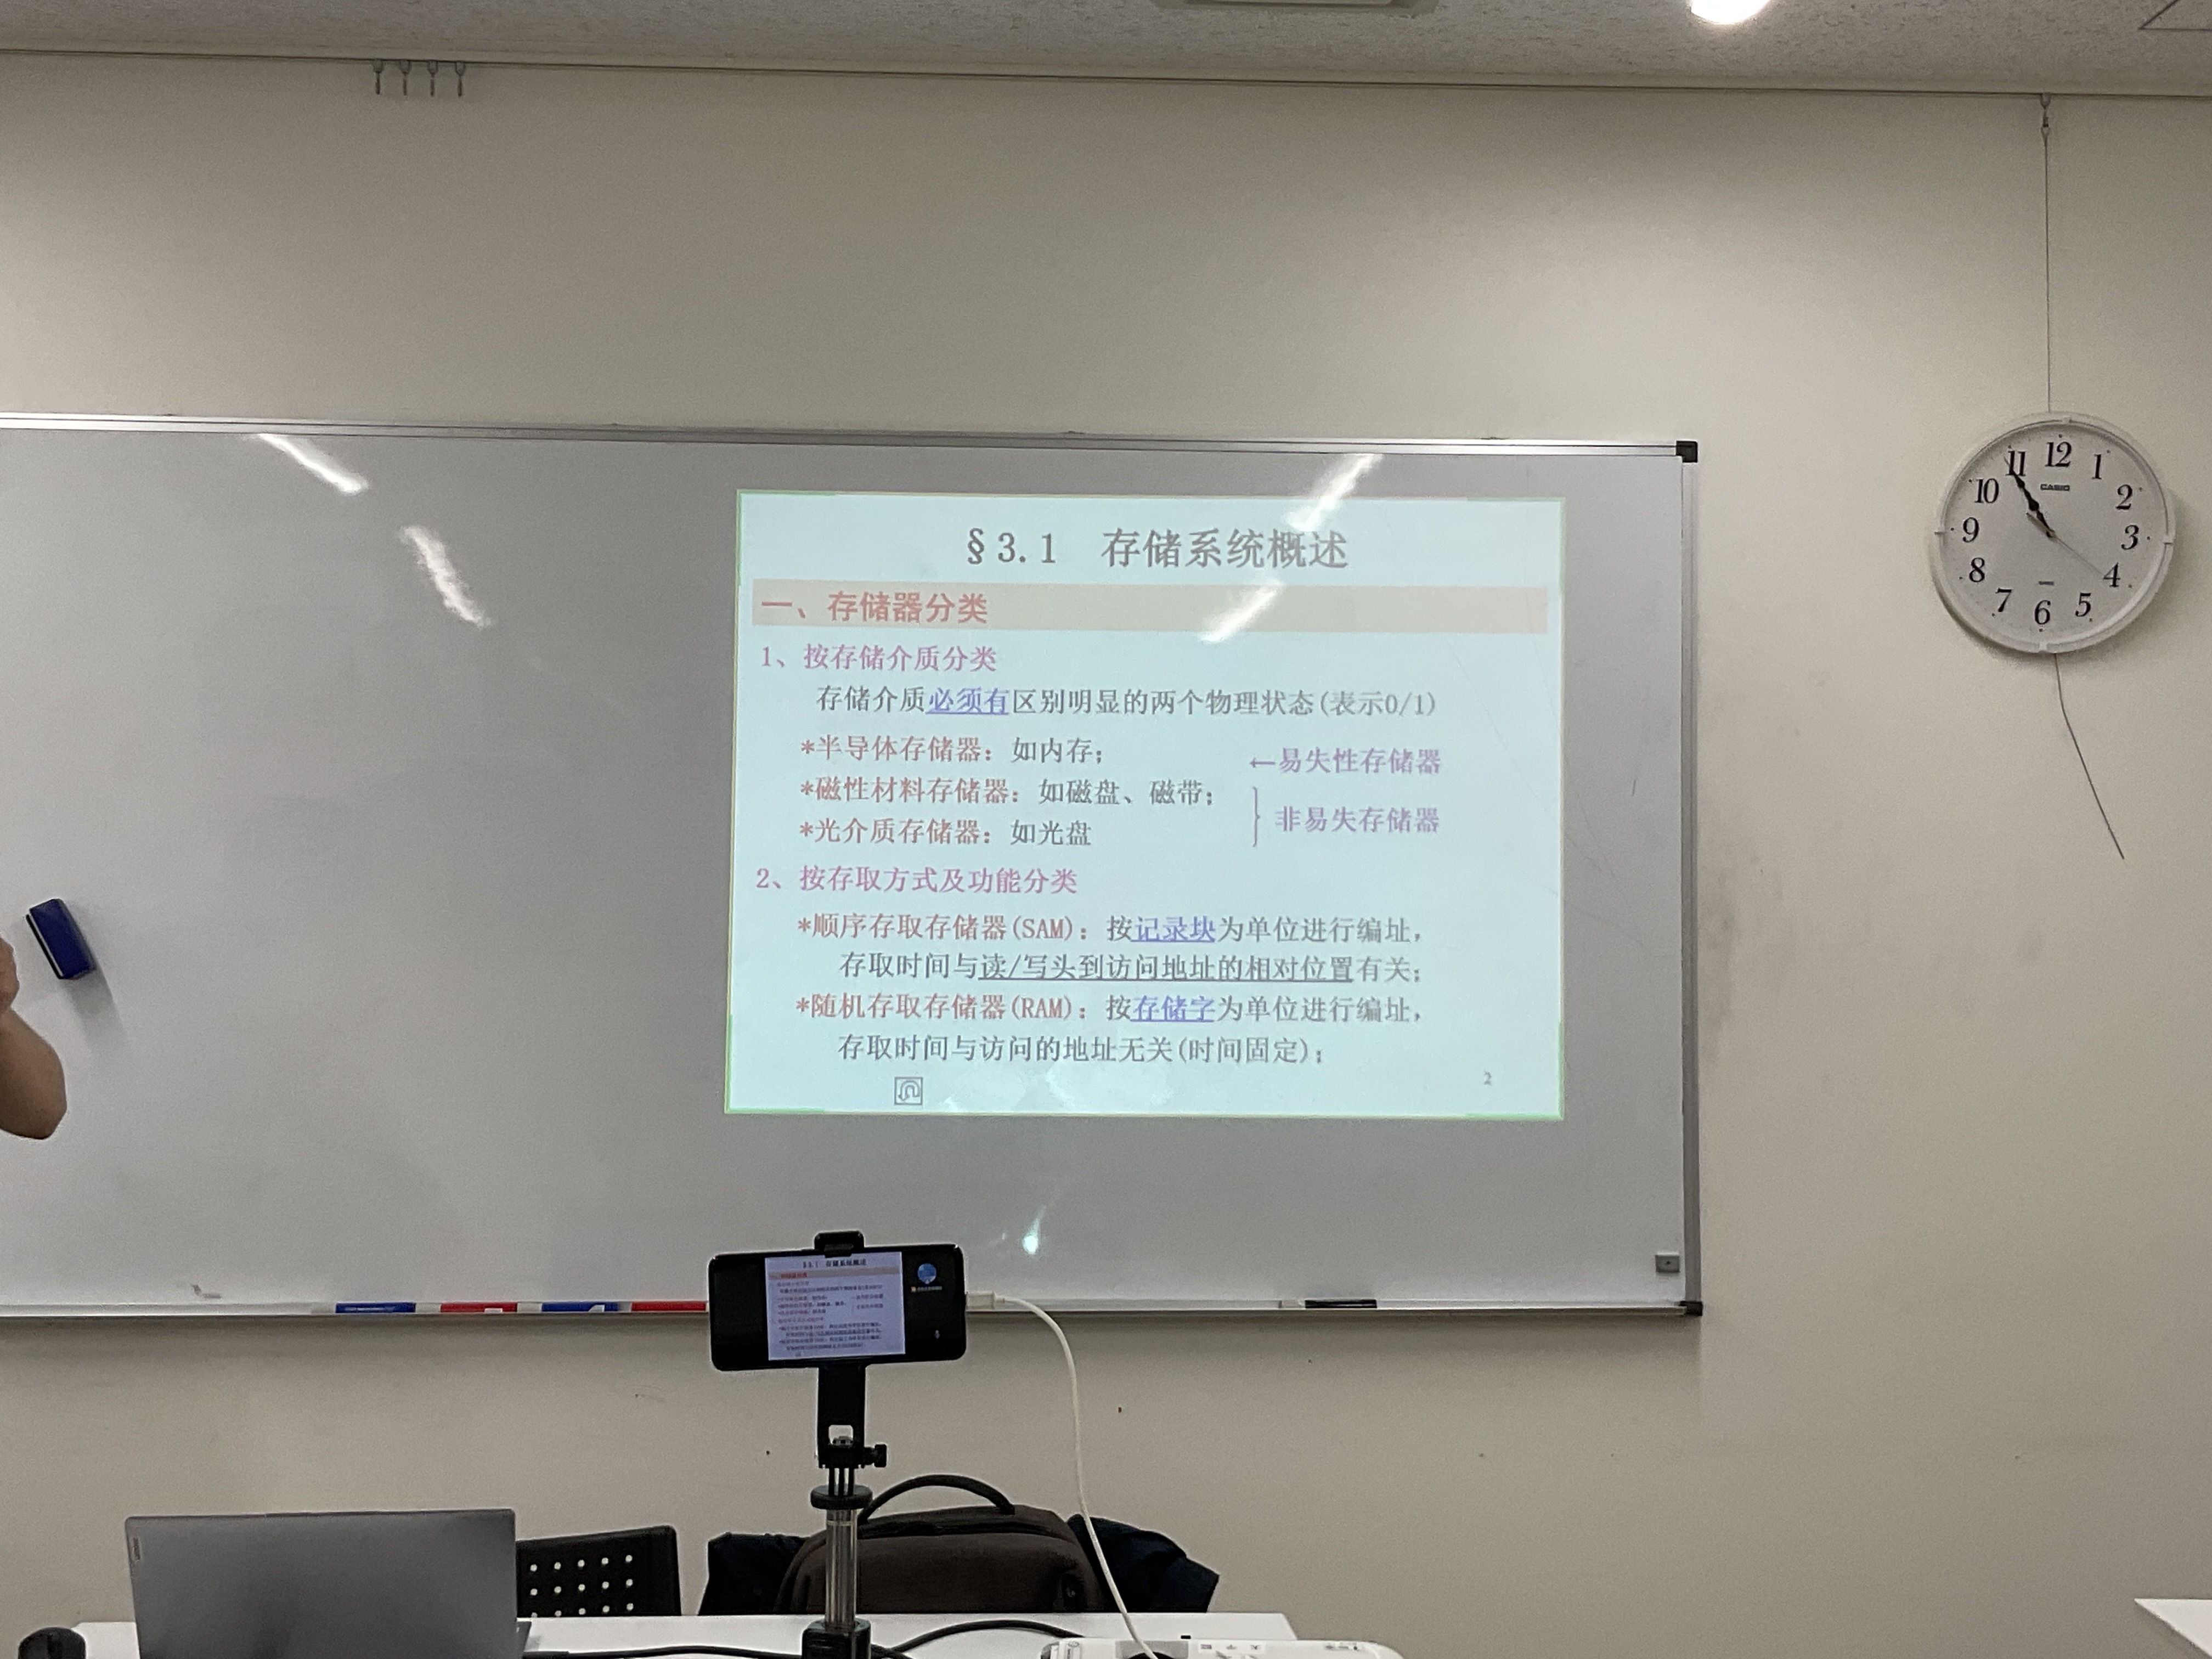 §3.1 存储系统概述
一、存储器分类
1、按存储介质分类
存储介质必须有区别明显的两个物理状态(表示0/1)
*半导体存储器：如内存；
←易失性存储器
*磁性材料存储器：如磁盘、磁带；
非易失存储器
*光介质存储器：如光盘
2、按存取方式及功能分类
*顺序存取存储器(SAM)：按记录块为单位进行编址，
存取时间与读/写头到访问地址的相对位置有关；
*随机存取存储器(RAM)：按存储字为单位进行编址，
存取时间与访问的地址无关(时间固定)；
2
12
1
2
3
4
5
6
7
8
9
10
11
CASIO
§3.1 存储系统概述